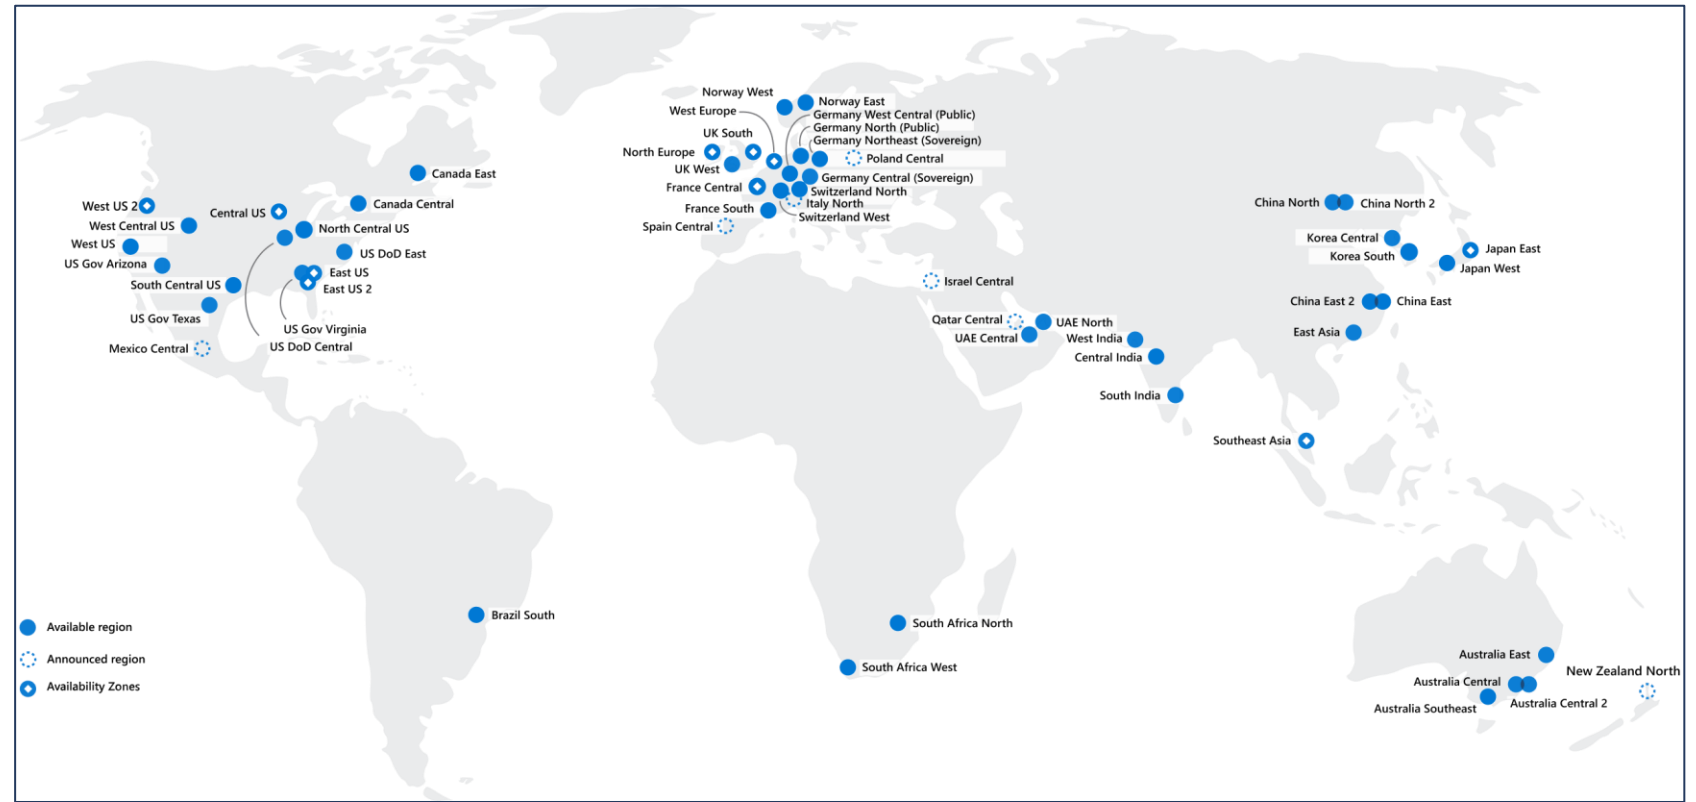 Norway West
Norway East
West Europe
Germany West Central (Public)
Germany North (Public)
UK South
Germany Northeast (Sovereign)
North Europe
Poland Central
UK West
Germany Central (Sovereign)
France Central
Switzerland North
Italy North
France South
Switzerland West
Spain Central
Canada East
West US 2
Central US
Canada Central
West Central US
North Central US
West US
US DoD East
US Gov Arizona
East US
South Central US
East US 2
US Gov Texas
US Gov Virginia
US DoD Central
Mexico Central
China North
China North 2
Korea Central
Japan East
Korea South
Japan West
Israel Central
China East 2
China East
Qatar Central
UAE North
East Asia
UAE Central
West India
Central India
South India
Southeast Asia
Brazil South
South Africa North
South Africa West
Available region
Announced region
Availability Zones
Australia East
New Zealand North
Australia Central
Australia Central 2
Australia Southeast